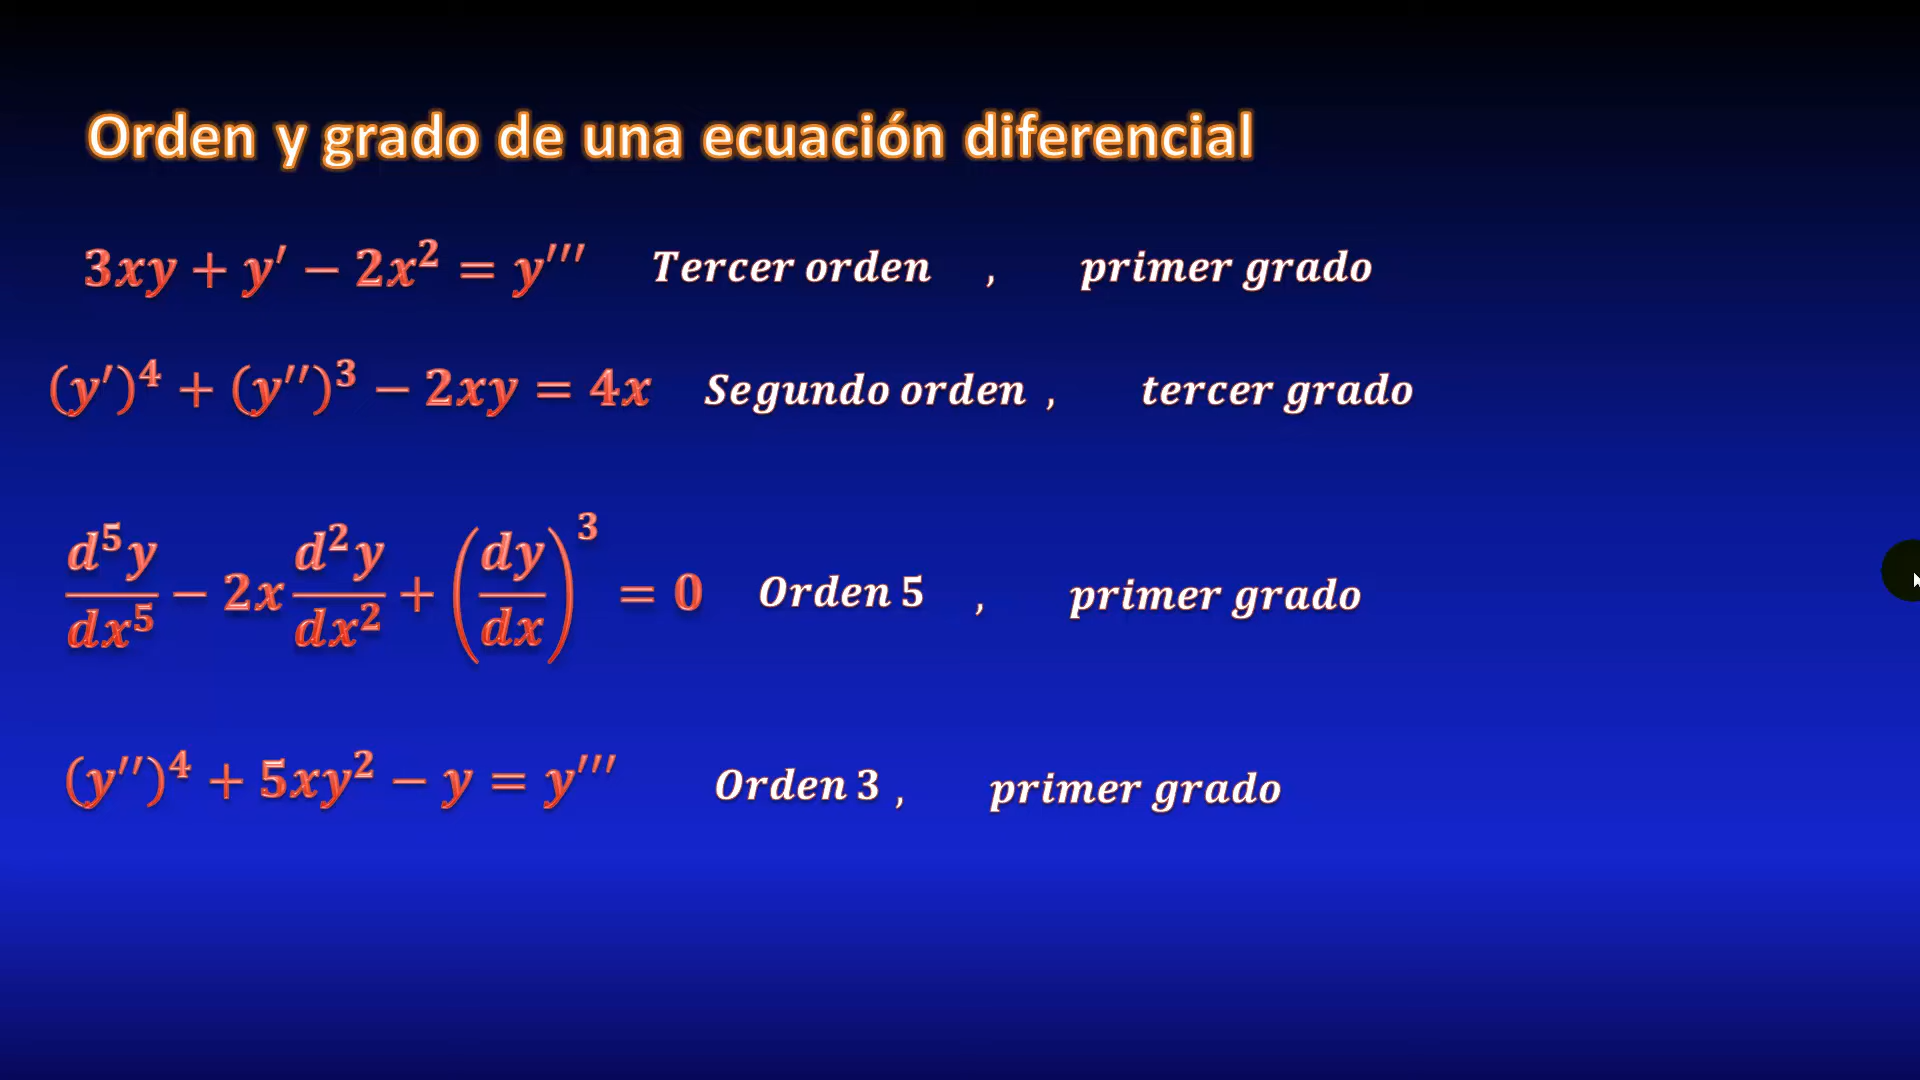 Orden y grado de una ecuación diferencial
3xy + y′ − 2x² = y′′′ Tercer orden , primer grado
(y′)⁴ + (y′′)³ − 2xy = 4x Segundo orden , tercer grado
d⁵y/dx⁵ − 2x d²y/dx² + (dy/dx)³ = 0 Orden 5 , primer grado
(y′′)⁴ + 5xy² − y = y′′′ Orden 3 , primer grado